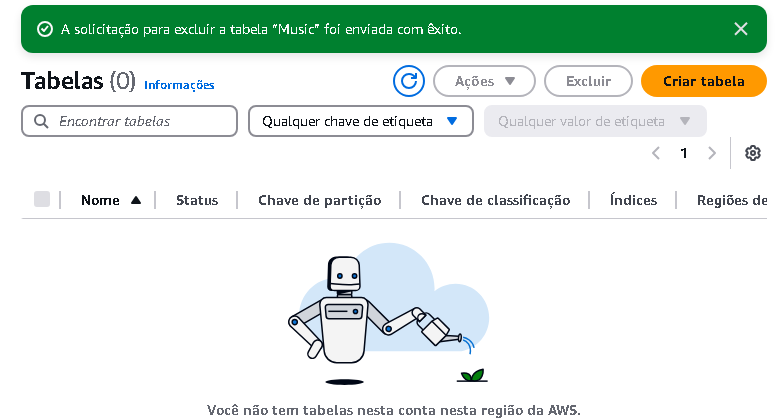 A solicitação para excluir a tabela “Music” foi enviada com êxito.
Tabelas (0) Informações
Ações Excluir Criar tabela
Encontrar tabelas Qualquer chave de etiqueta Qualquer valor de etiqueta
1
Nome Status Chave de partição Chave de classificação Índices Regiões de
Você não tem tabelas nesta conta nesta região da AWS.